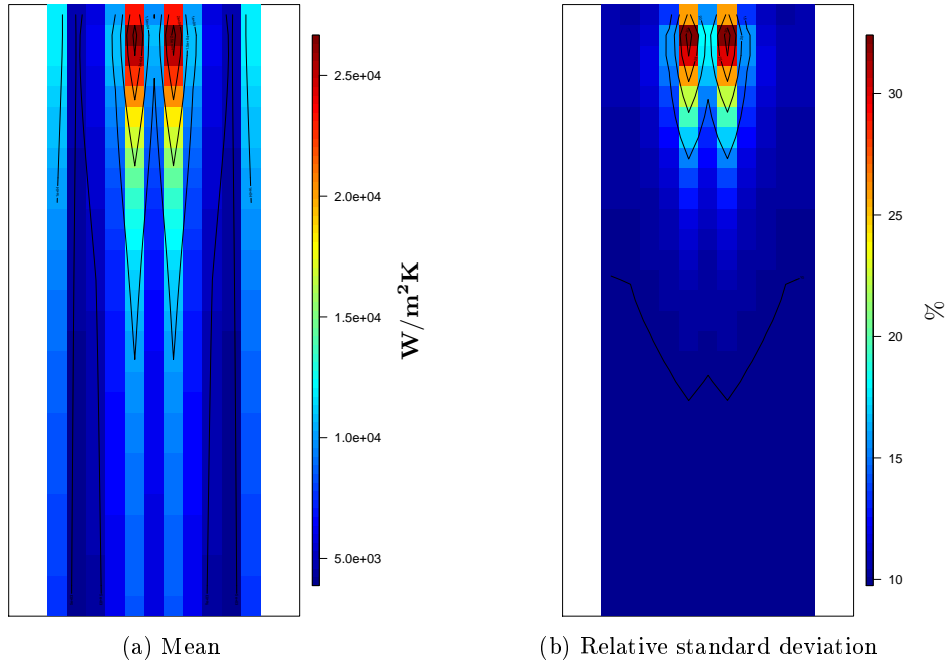 2.5e+04
2.0e+04
1.5e+04
1.0e+04
5.0e+03
W/m²K
30
25
20
15
10
%
(a) Mean
(b) Relative standard deviation